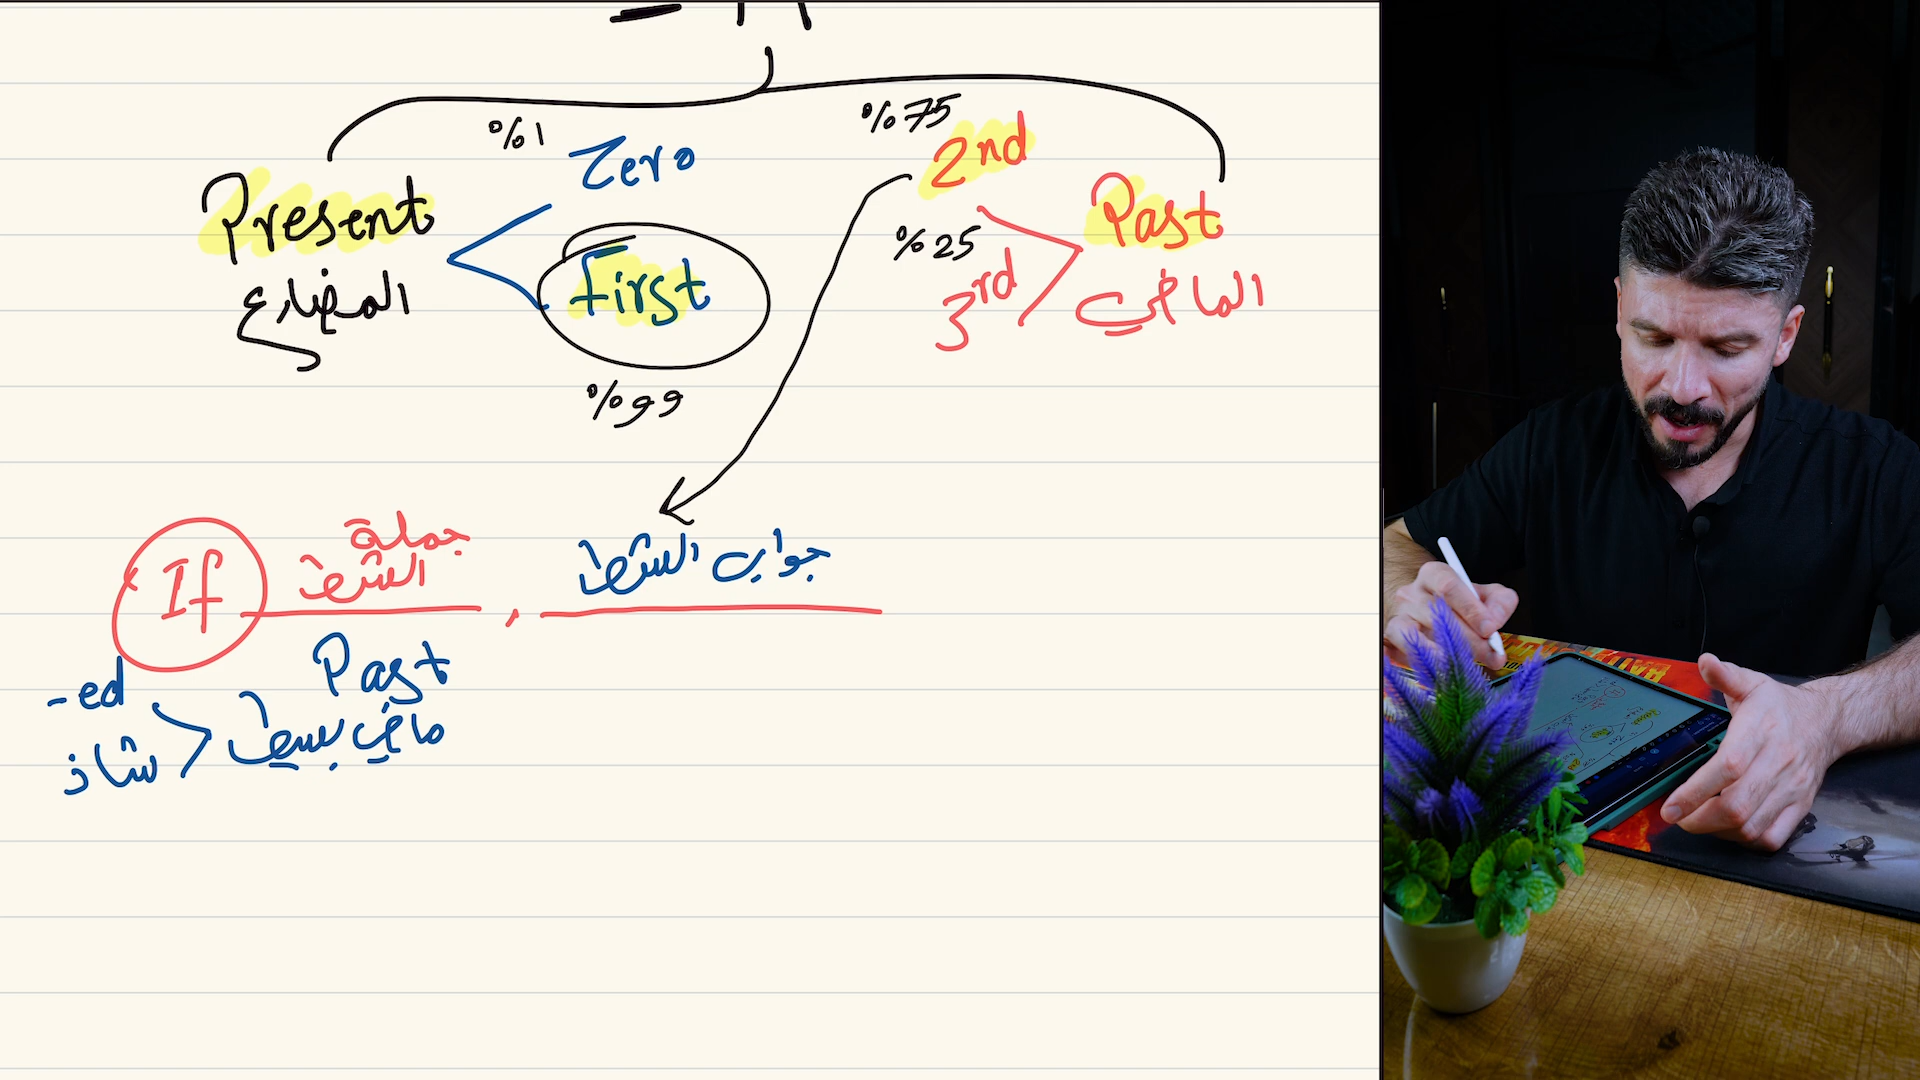 %1
Zero
%75
2nd
Present
Past
المضارع
First
%25
3rd
الماضي
%99
If جملة الشرط , جواب الشرط
Past
-ed
ماضي بسيط
شاذ